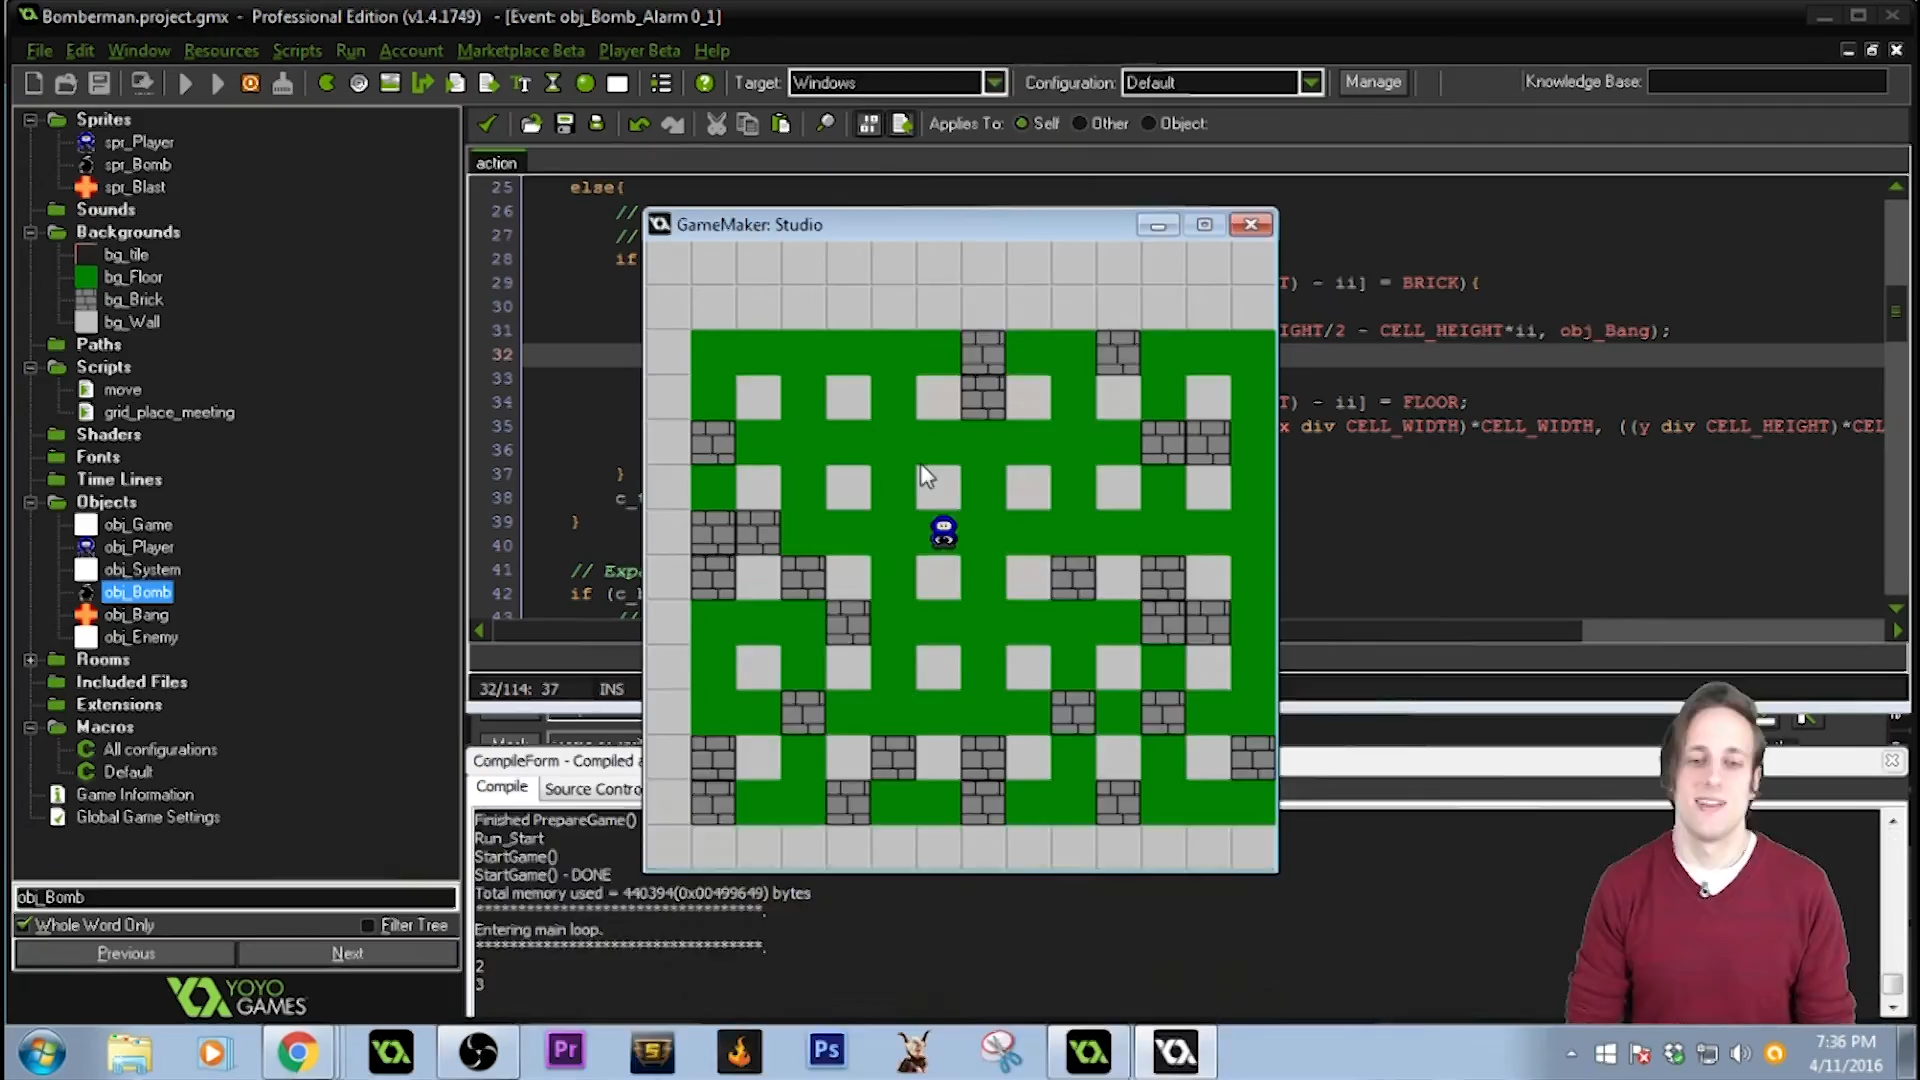 Bomberman.project.gmx - Professional Edition (v1.4.1749) - [Event: obj_Bomb_Alarm 0_1]
File Edit Window Resources Scripts Run Account Marketplace Beta Player Beta Help
Target: Windows Configuration: Default Manage Knowledge Base:
Sprites
spr_Player
spr_Bomb
spr_Blast
Sounds
Backgrounds
bg_tile
bg_Floor
bg_Brick
bg_Wall
Paths
Scripts
move
grid_place_meeting
Shaders
Fonts
Time Lines
Objects
obj_Game
obj_Player
obj_System
obj_Bomb
obj_Bang
obj_Enemy
Rooms
Included Files
Extensions
Macros
All configurations
Default
Game Information
Global Game Settings
obj_Bomb
Whole Word Only Filter Tree
Previous Next
YOYO
GAMES
Applies To: Self Other Object:
action
25 else{
26 //
27 //
28 if
29 T) - ii] = BRICK){
30
31 IGHT/2 - CELL_HEIGHT*ii, obj_Bang);
32
33
34 T) - ii] = FLOOR;
35 x div CELL_WIDTH)*CELL_WIDTH, ((y div CELL_HEIGHT)*CEL
36
37 }
38
39 }
40
41 // Exp
42 if (c_
32/114: 37 INS
GameMaker: Studio
CompileForm - Compiled
Compile Source Contro
Finished PrepareGame()
Run_Start
StartGame()
StartGame() - DONE
Total memory used = 440394(0x00499649) bytes
**********************************.
Entering main loop.
**********************************.
2
3
Pr
Ps
7:36 PM
4/11/2016